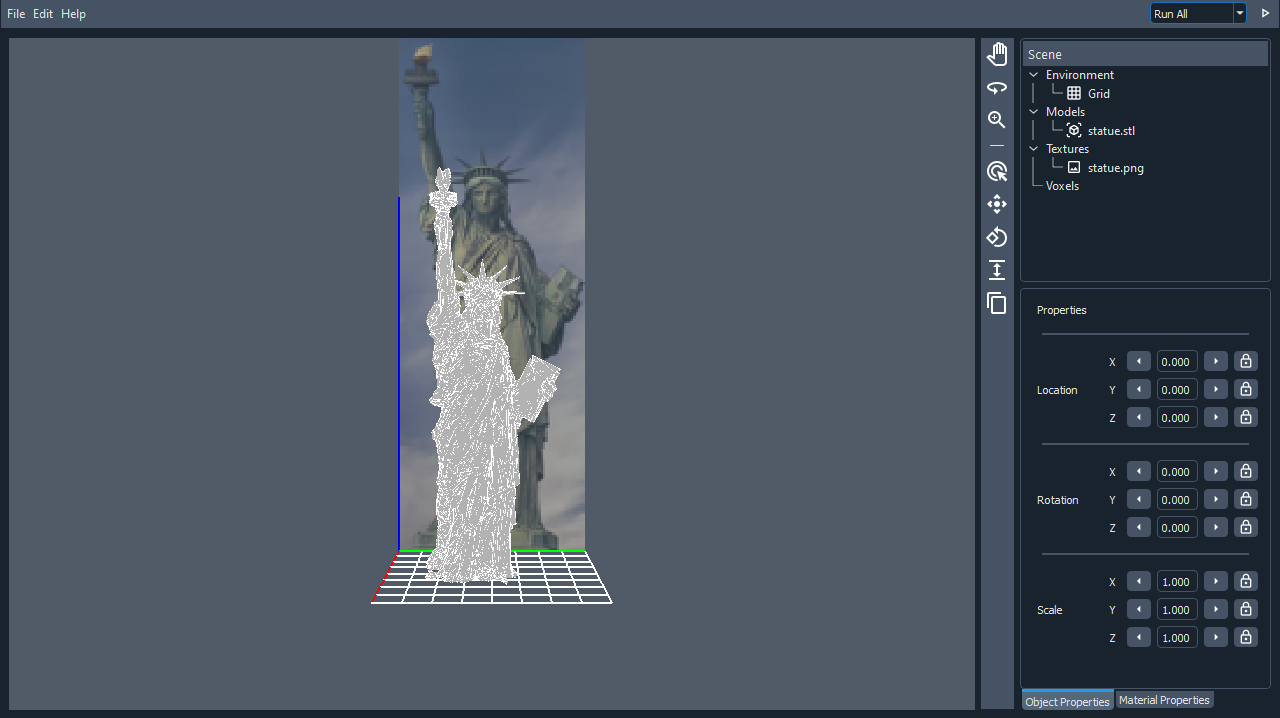 File Edit Help
Run All
Scene
Environment
Grid
Models
statue.stl
Textures
statue.png
Voxels
Properties
X 0.000
Location Y 0.000
Z 0.000
X 0.000
Rotation Y 0.000
Z 0.000
X 1.000
Scale Y 1.000
Z 1.000
Object Properties Material Properties